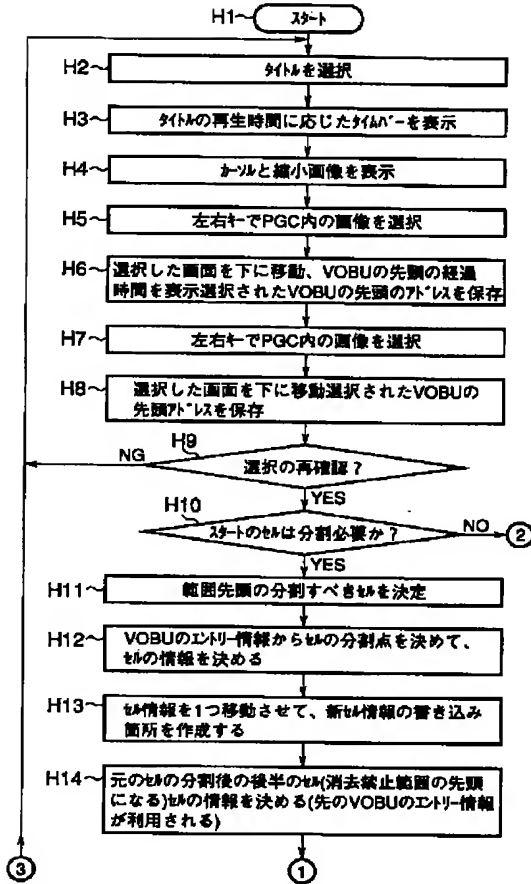 H1
スタート
H2
タイトルを選択
H3
タイトルの再生時間に応じたタイムバーを表示
H4
カーソルと縮小画像を表示
H5
左右キーでPGC内の画像を選択
H6
選択した画面を下に移動、VOBUの先頭の経過
時間を表示選択されたVOBUの先頭のアドレスを保存
H7
左右キーでPGC内の画像を選択
H8
選択した画面を下に移動選択されたVOBUの
先頭アドレスを保存
H9
NG
選択の再確認？
YES
H10
スタートのセルは分割必要か？
NO
2
YES
H11
範囲先頭の分割すべきセルを決定
H12
VOBUのエントリー情報からセルの分割点を決めて、
セルの情報を決める
H13
セル情報を1つ移動させて、新セル情報の書き込み
箇所を作成する
H14
元のセルの分割後の後半のセル(消去禁止範囲の先頭
になる)セルの情報を決める(先のVOBUのエントリー情報
が利用される)
3
1